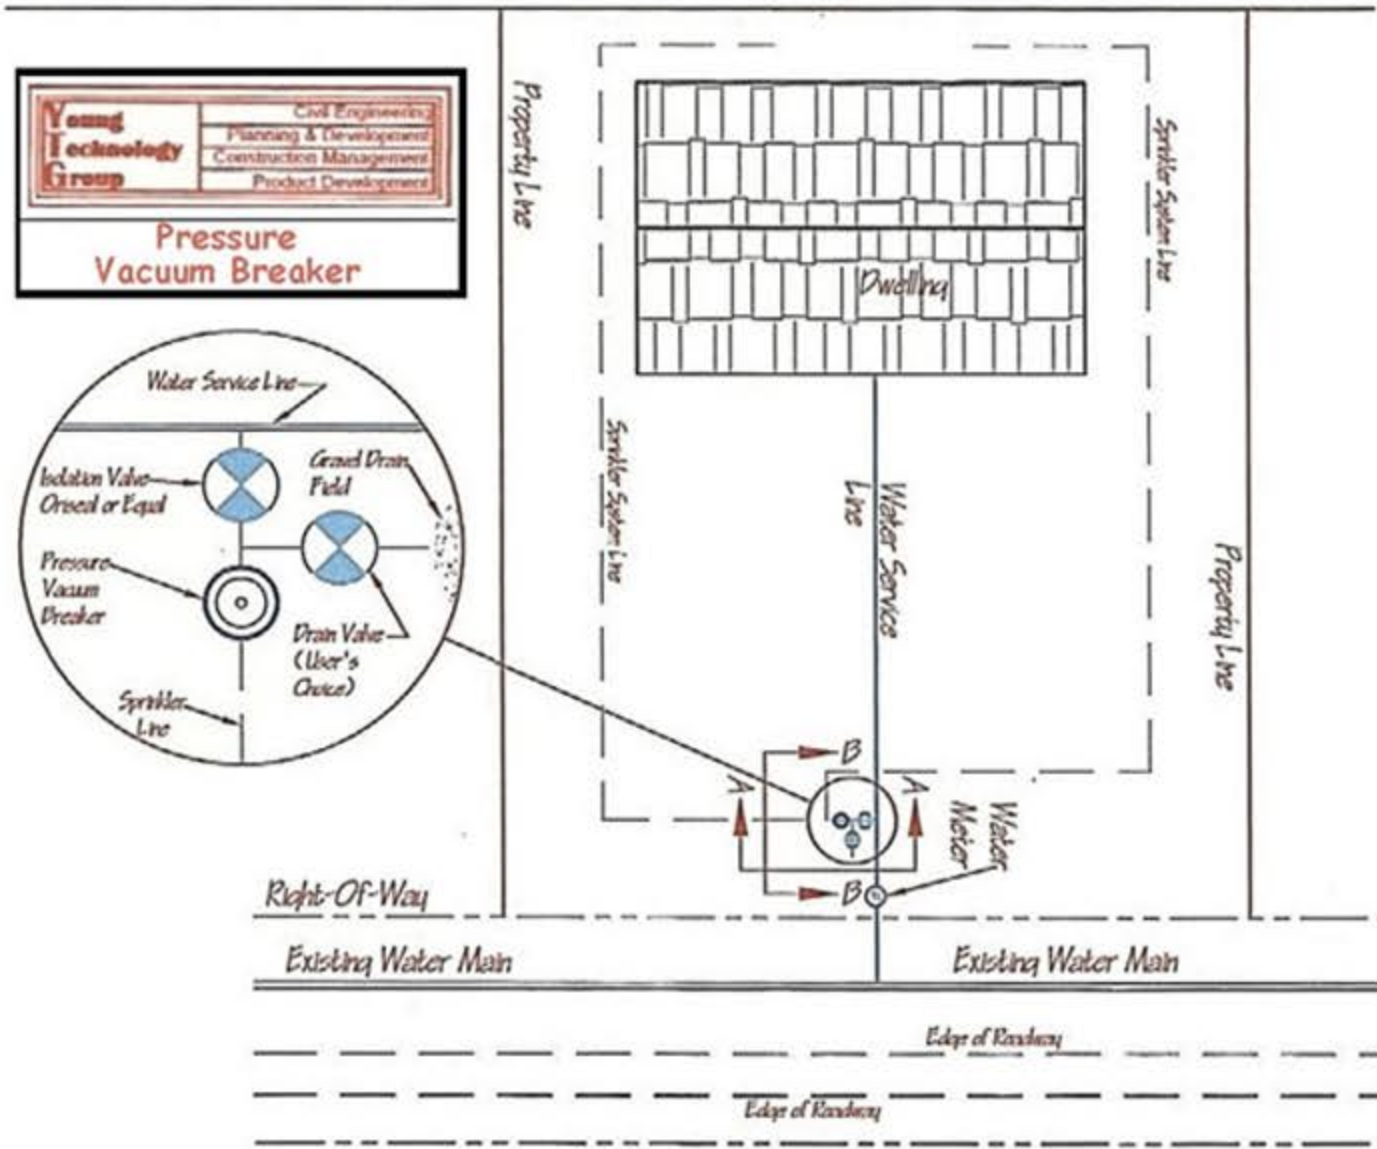 Young
Technology
Group
Civil Engineering
Planning & Development
Construction Management
Product Development
Pressure
Vacuum Breaker
Property Line
Sprinkler System Line
Dwelling
Water Service Line
Isolation Valve
Oriseal or Equal
Gravel Drain
Field
Pressure
Vacuum
Breaker
Drain Valve
(User's
Choice)
Sprinkler
Line
Sprinkler System Line
Water Service
Line
Property Line
B
A
A
Water
Meter
B
Right-Of-Way
Existing Water Main
Existing Water Main
Edge of Roadway
Edge of Roadway